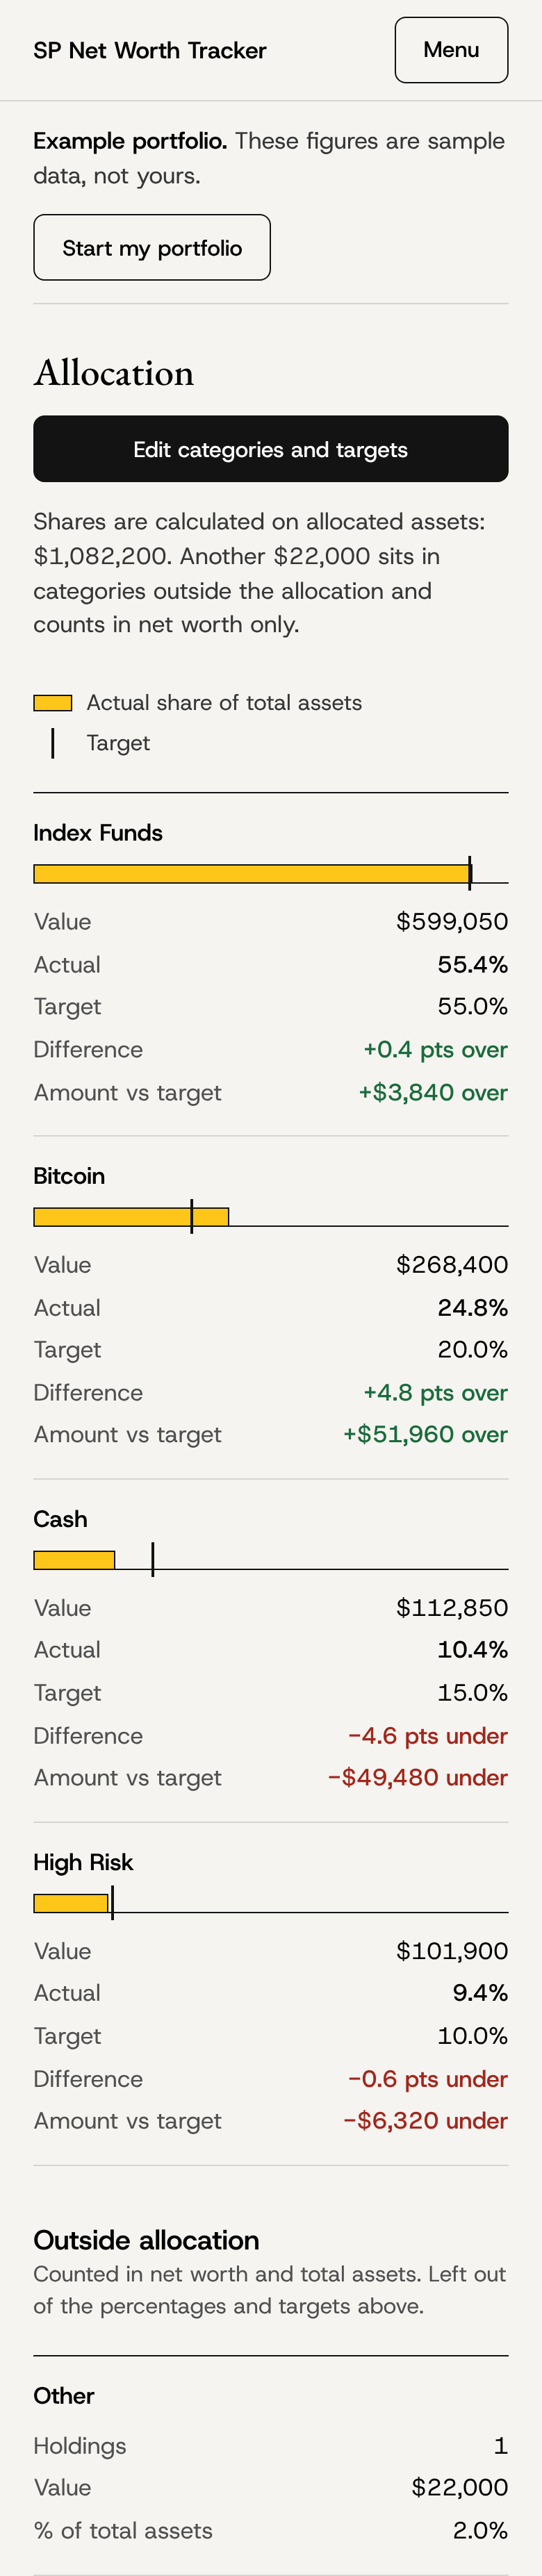 SP Net Worth Tracker
Menu
Example portfolio. These figures are sample
data, not yours.
Start my portfolio
Allocation
Edit categories and targets
Shares are calculated on allocated assets:
$1,082,200. Another $22,000 sits in
categories outside the allocation and
counts in net worth only.
Actual share of total assets
Target
Index Funds
Value $599,050
Actual 55.4%
Target 55.0%
Difference +0.4 pts over
Amount vs target +$3,840 over
Bitcoin
Value $268,400
Actual 24.8%
Target 20.0%
Difference +4.8 pts over
Amount vs target +$51,960 over
Cash
Value $112,850
Actual 10.4%
Target 15.0%
Difference −4.6 pts under
Amount vs target −$49,480 under
High Risk
Value $101,900
Actual 9.4%
Target 10.0%
Difference −0.6 pts under
Amount vs target −$6,320 under
Outside allocation
Counted in net worth and total assets. Left out
of the percentages and targets above.
Other
Holdings 1
Value $22,000
% of total assets 2.0%